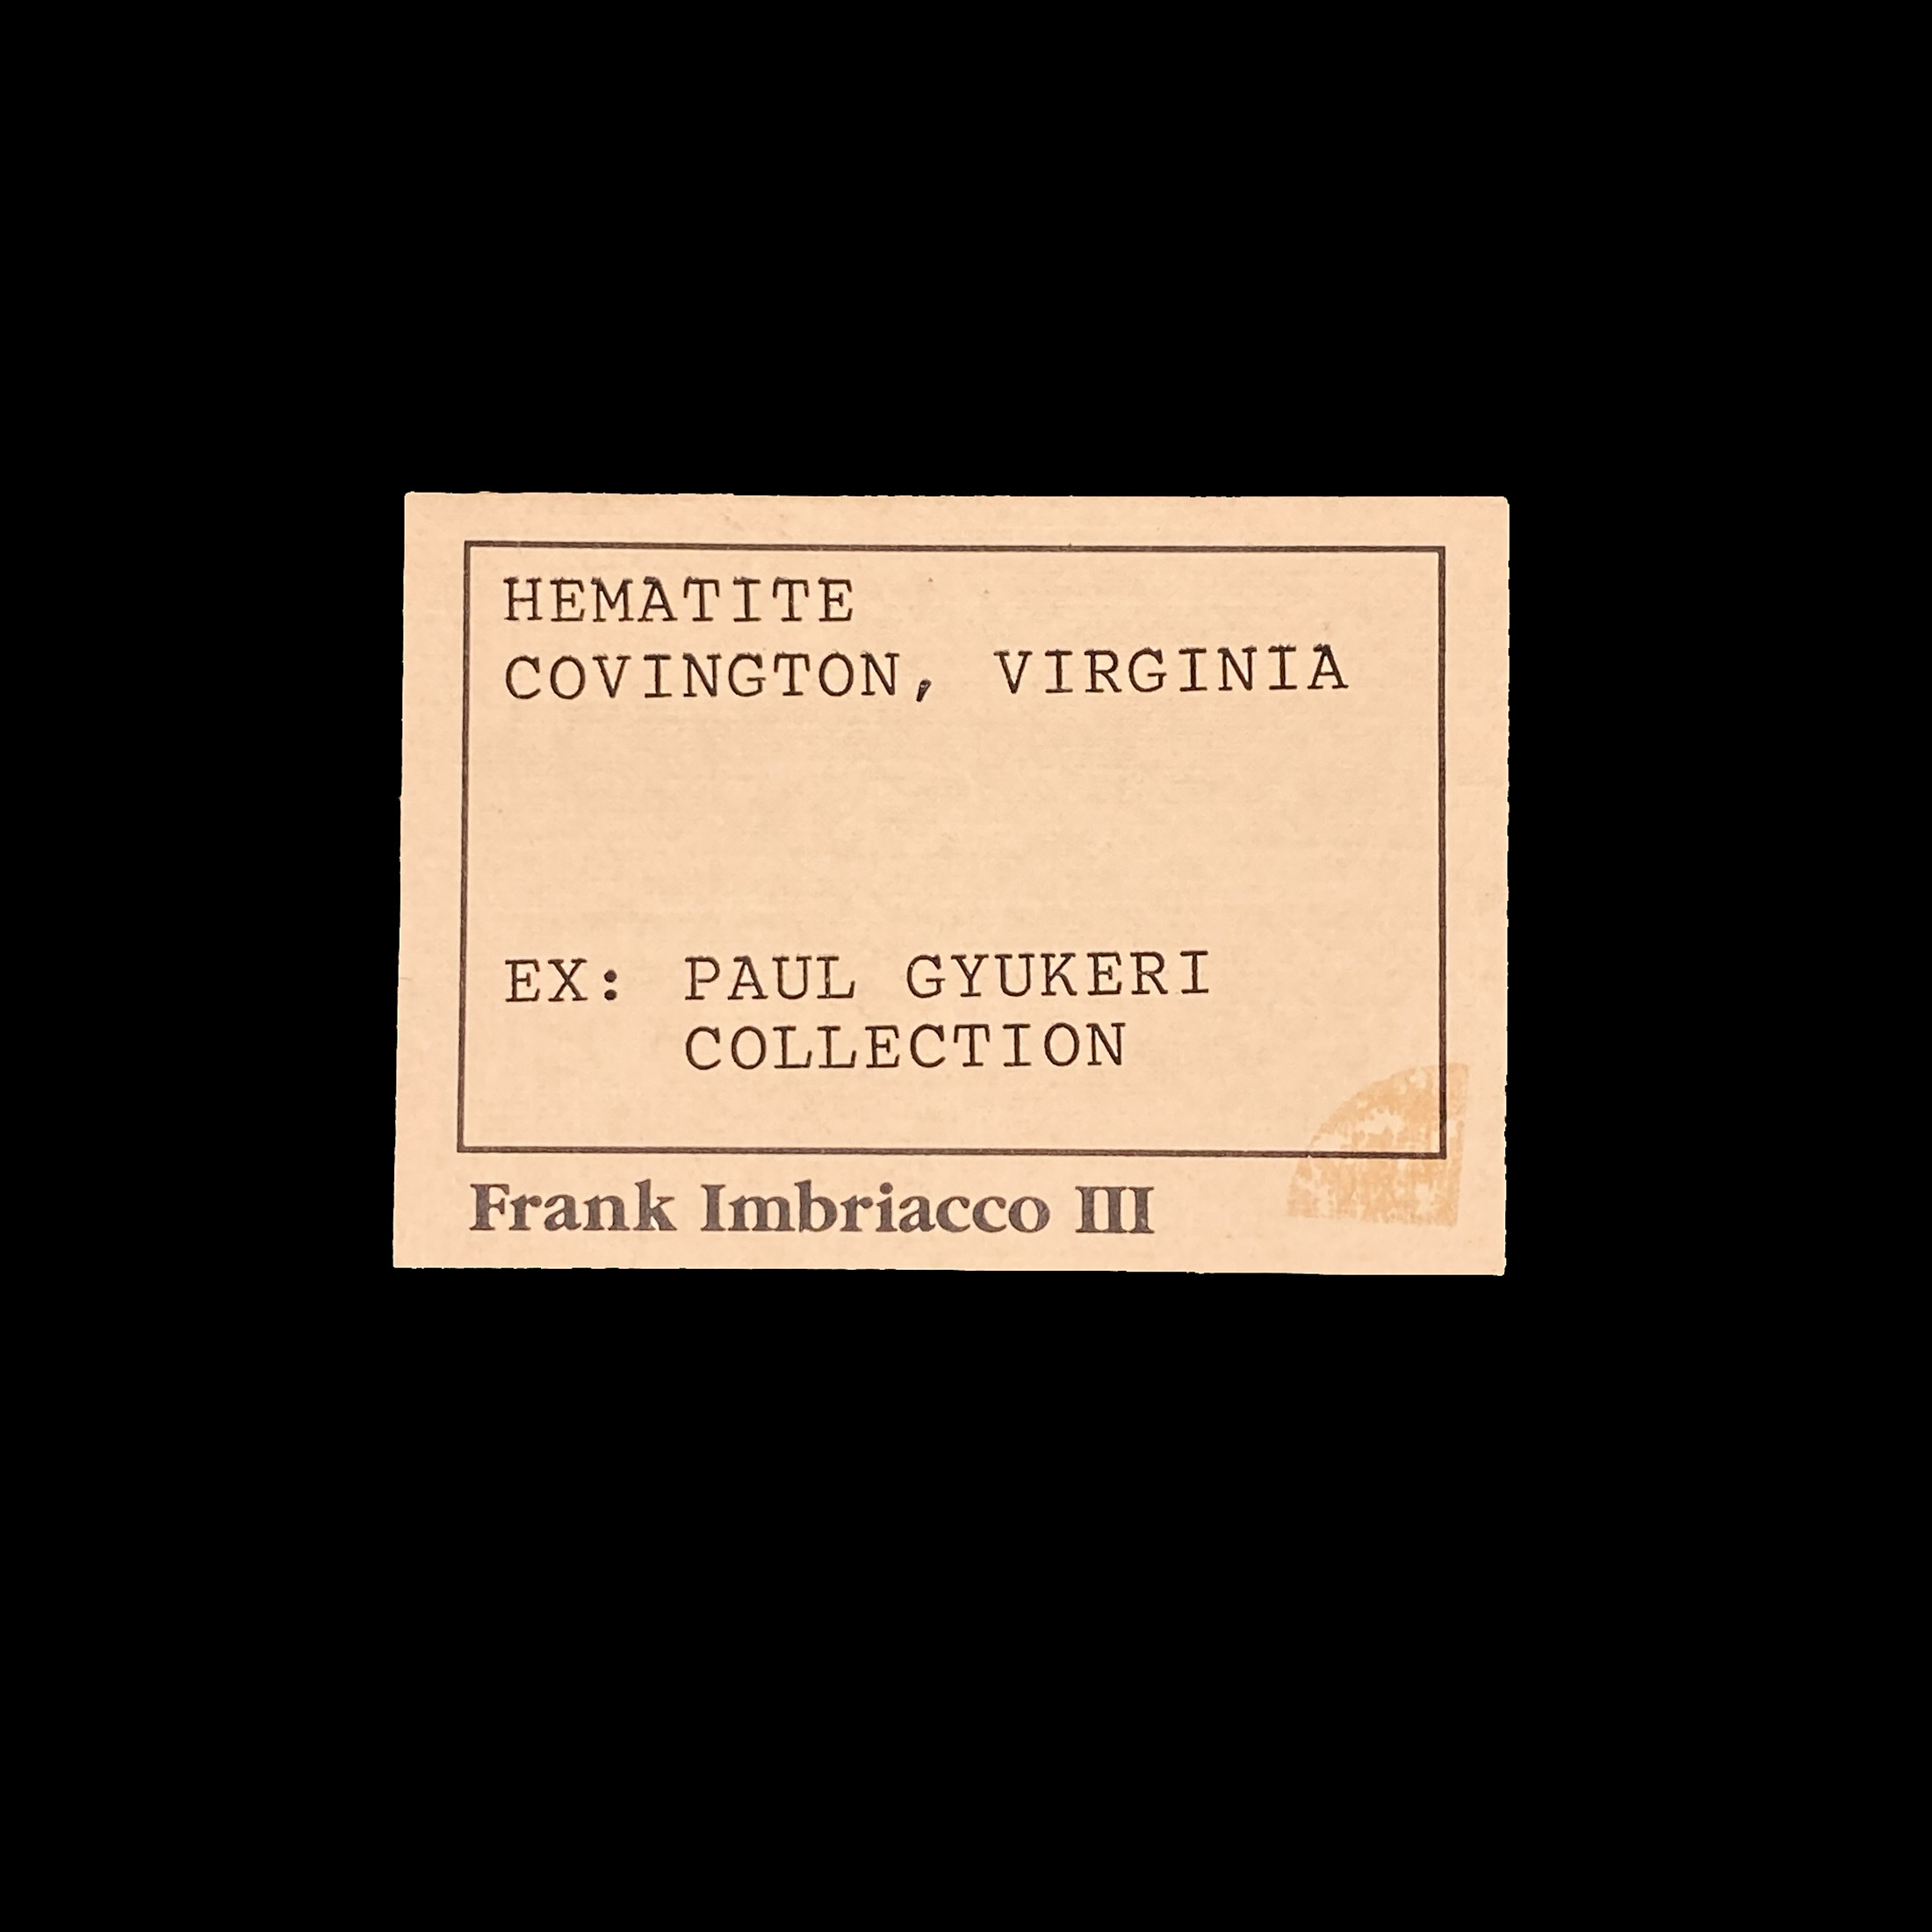 HEMATITE
COVINGTON, VIRGINIA
EX: PAUL GYUKERI
COLLECTION
Frank Imbriacco III